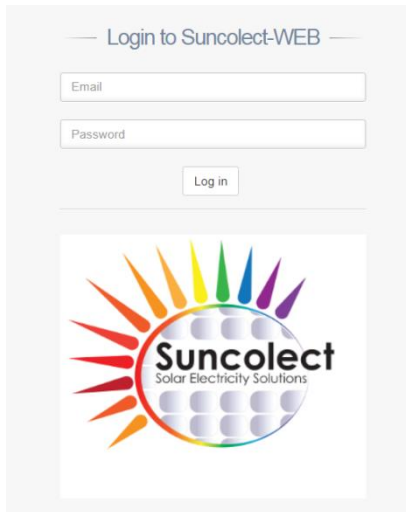 Login to Suncolect-WEB
Email
Password
Log in
Suncolect
Solar Electricity Solutions